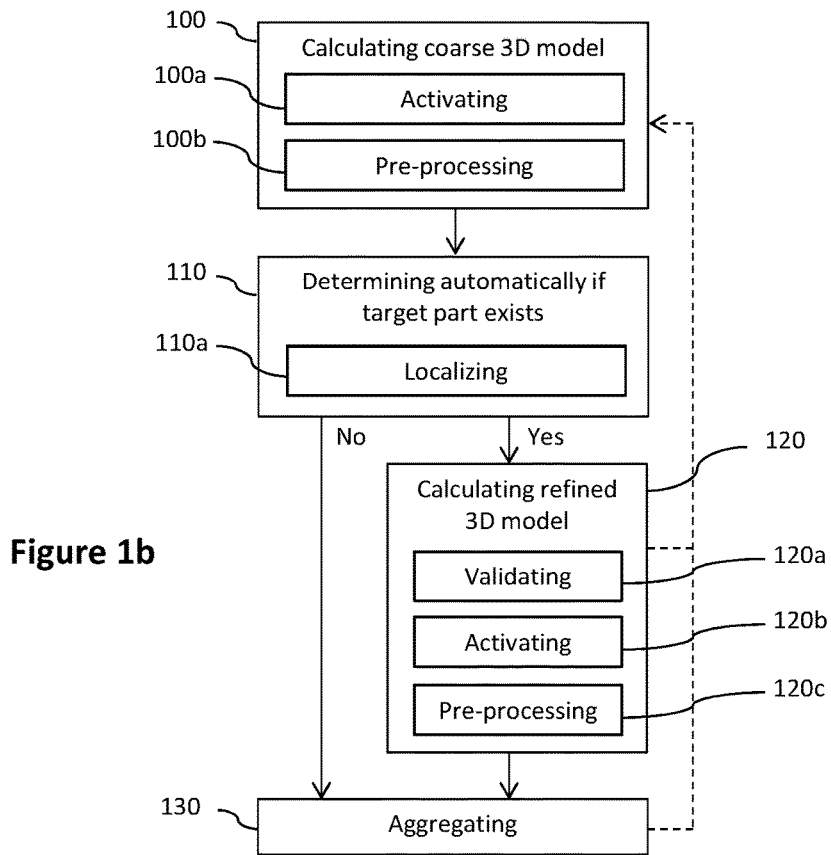 100
Calculating coarse 3D model
100a
Activating
100b
Pre-processing
110
Determining automatically if
target part exists
110a
Localizing
No
Yes
120
Calculating refined
3D model
Figure 1b
Validating
120a
Activating
120b
Pre-processing
120c
130
Aggregating